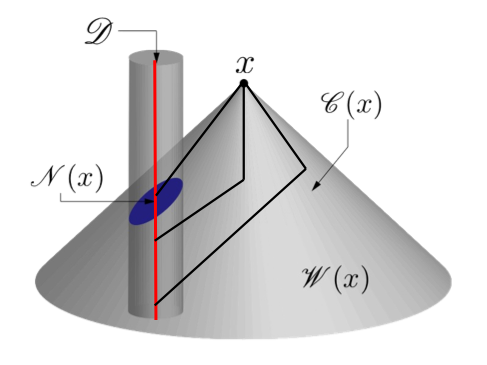 𝒟
x
𝒞(x)
𝒩(x)
𝒲(x)